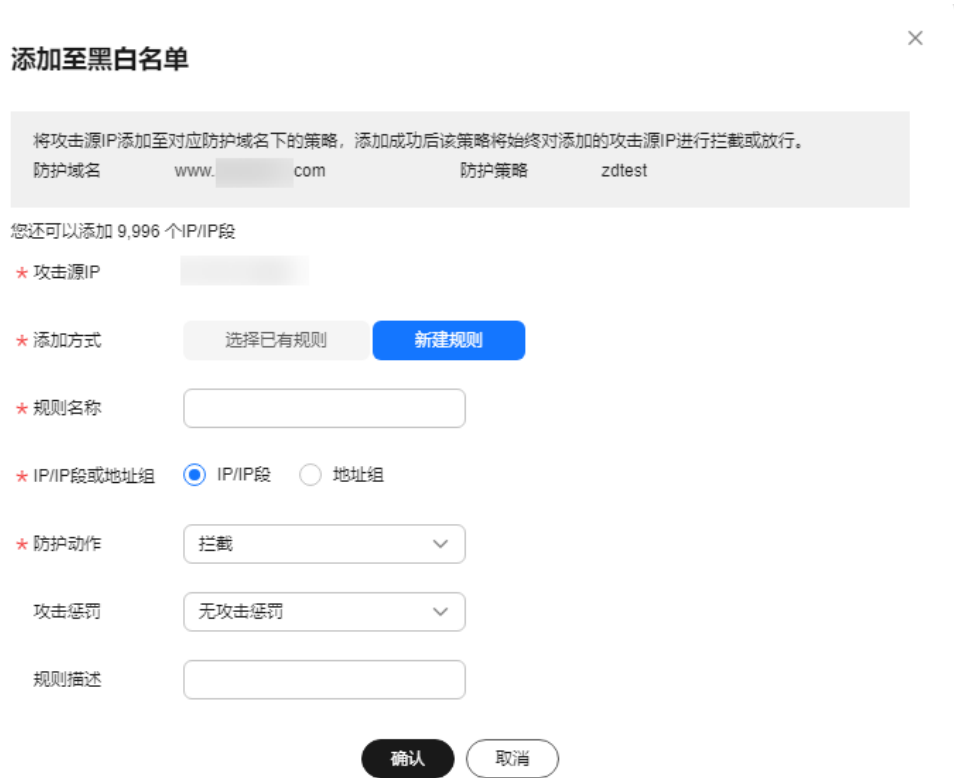 添加至黑白名单
将攻击源IP添加至对应防护域名下的策略，添加成功后该策略将始终对添加的攻击源IP进行拦截或放行。
防护域名 www. com 防护策略 zdtest
您还可以添加 9,996 个IP/IP段
* 攻击源IP
* 添加方式 选择已有规则 新建规则
* 规则名称
* IP/IP段或地址组 IP/IP段 地址组
* 防护动作 拦截
攻击惩罚 无攻击惩罚
规则描述
确认 取消